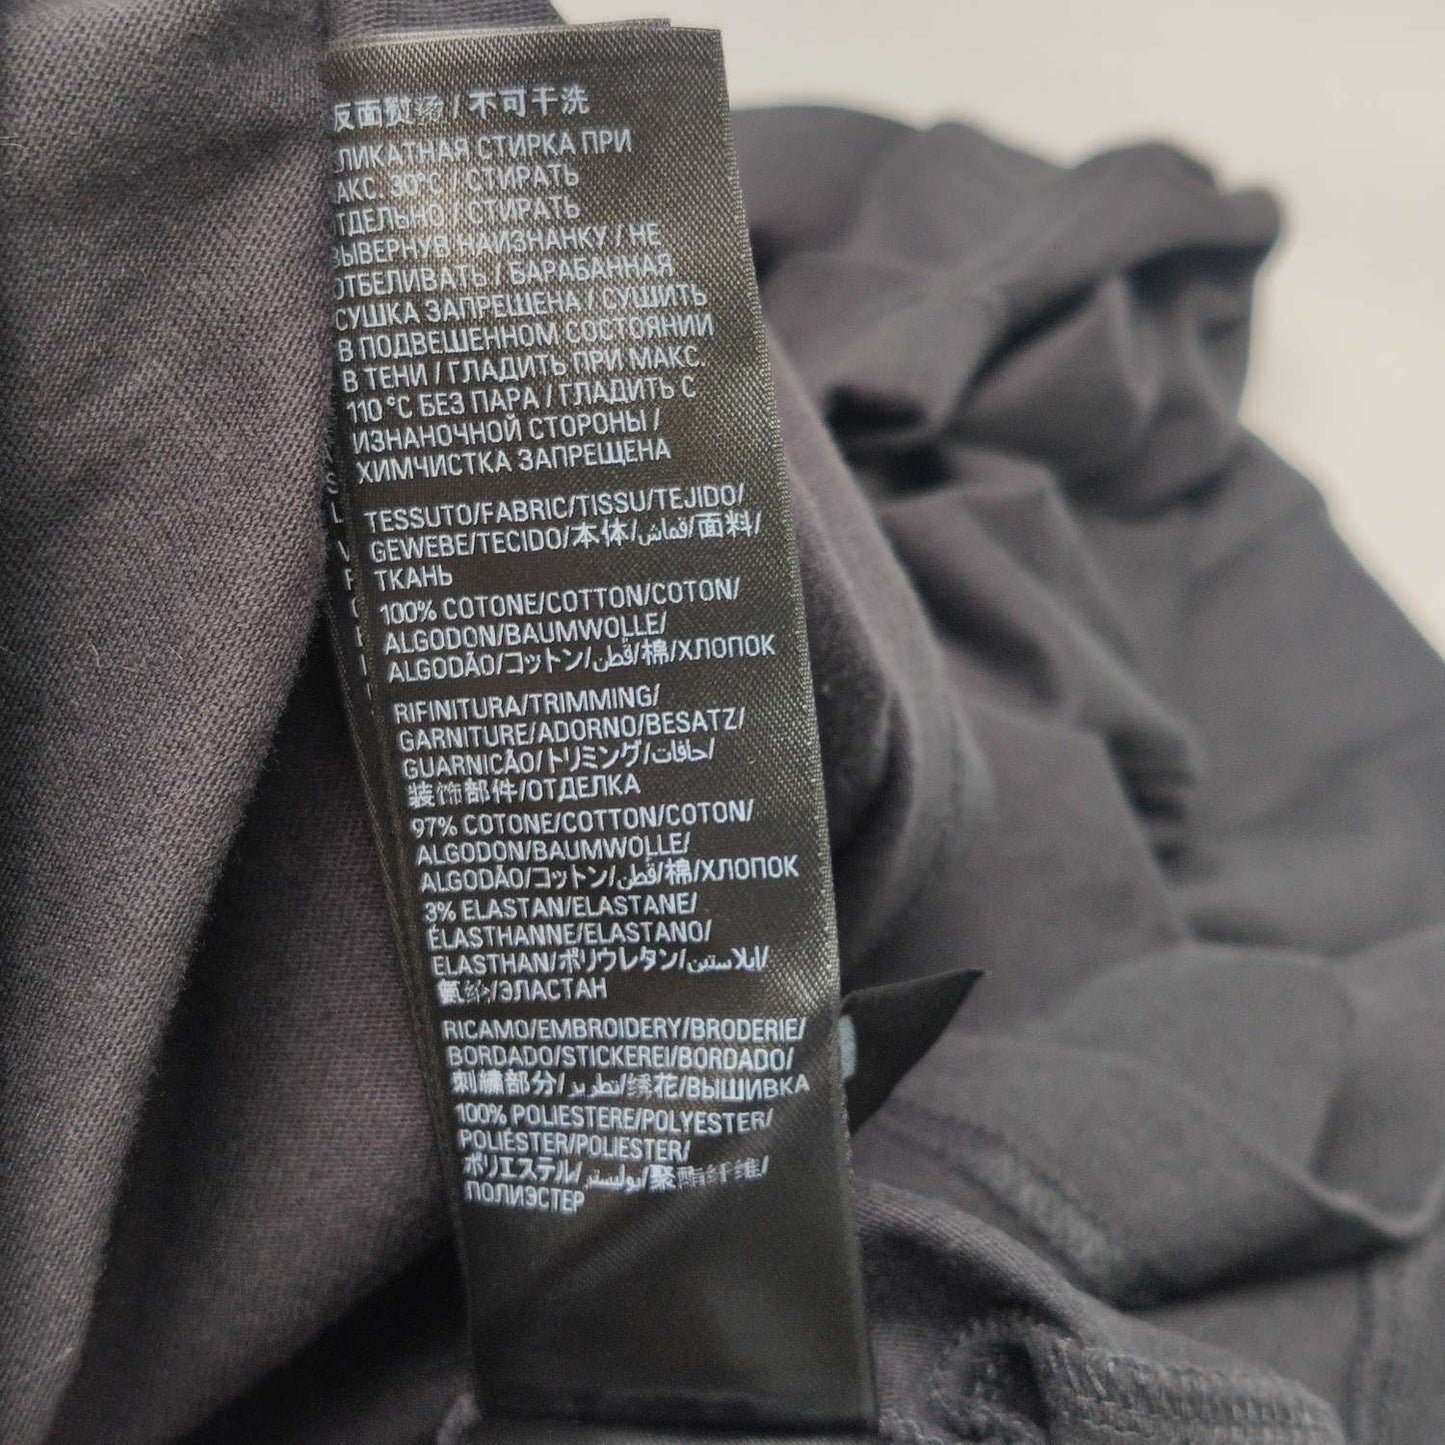 反面熨烫 / 不可干洗
СТИРКА ПРИ
30°C / СТИРАТЬ
/ СТИРАТЬ
НАИЗНАНКУ / НЕ
ОТБЕЛИВАТЬ / БАРАБАННАЯ
СУШКА ЗАПРЕЩЕНА / СУШИТЬ
В ПОДВЕШЕННОМ СОСТОЯНИИ
В ТЕНИ / ГЛАДИТЬ ПРИ МАКС.
110 °C БЕЗ ПАРА / ГЛАДИТЬ С
ИЗНАНОЧНОЙ СТОРОНЫ /
ХИМЧИСТКА ЗАПРЕЩЕНА
TESSUTO/FABRIC/TISSU/TEJIDO/
GEWEBE/TECIDO/本体/قماش/面料/
ТКАНЬ
100% COTONE/COTTON/COTON/
ALGODON/BAUMWOLLE/
ALGODÃO/コットン/قطن/棉/ХЛОПОК
RIFINITURA/TRIMMING/
GARNITURE/ADORNO/BESATZ/
GUARNIÇÃO/トリミング/حافات/
装饰部件/ОТДЕЛКА
97% COTONE/COTTON/COTON/
ALGODON/BAUMWOLLE/
ALGODÃO/コットン/قطن/棉/ХЛОПОК
3% ELASTAN/ELASTANE/
ÉLASTHANNE/ELASTANO/
ELASTHAN/ポリウレタン/ايلاستين/
氨纶/ЭЛАСТАН
RICAMO/EMBROIDERY/BRODERIE/
BORDADO/STICKEREI/BORDADO/
刺繍部分/تطريز/绣花/ВЫШИВКА
100% POLIESTERE/POLYESTER/
POLIÉSTER/POLIESTER/
ポリエステル/بوليستر/聚酯纤维/
ПОЛИЭСТЕР